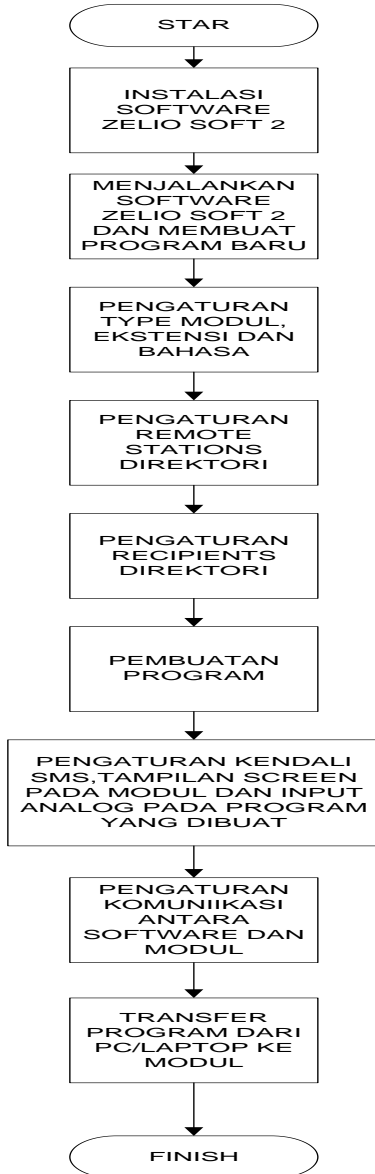 STAR
INSTALASI
SOFTWARE
ZELIO SOFT 2
MENJALANKAN
SOFTWARE
ZELIO SOFT 2
DAN MEMBUAT
PROGRAM BARU
PENGATURAN
TYPE MODUL,
EKSTENSI DAN
BAHASA
PENGATURAN
REMOTE
STATIONS
DIREKTORI
PENGATURAN
RECIPIENTS
DIREKTORI
PEMBUATAN
PROGRAM
PENGATURAN KENDALI
SMS,TAMPILAN SCREEN
PADA MODUL DAN INPUT
ANALOG PADA PROGRAM
YANG DIBUAT
PENGATURAN
KOMUNIIKASI
ANTARA
SOFTWARE DAN
MODUL
TRANSFER
PROGRAM DARI
PC/LAPTOP KE
MODUL
FINISH